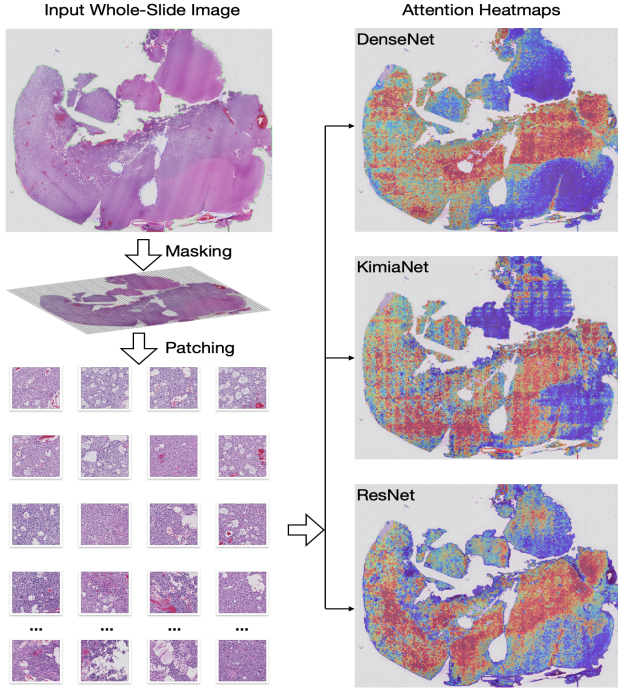 Input Whole-Slide Image
Attention Heatmaps
DenseNet
Masking
KimiaNet
Patching
ResNet
... ... ... ...